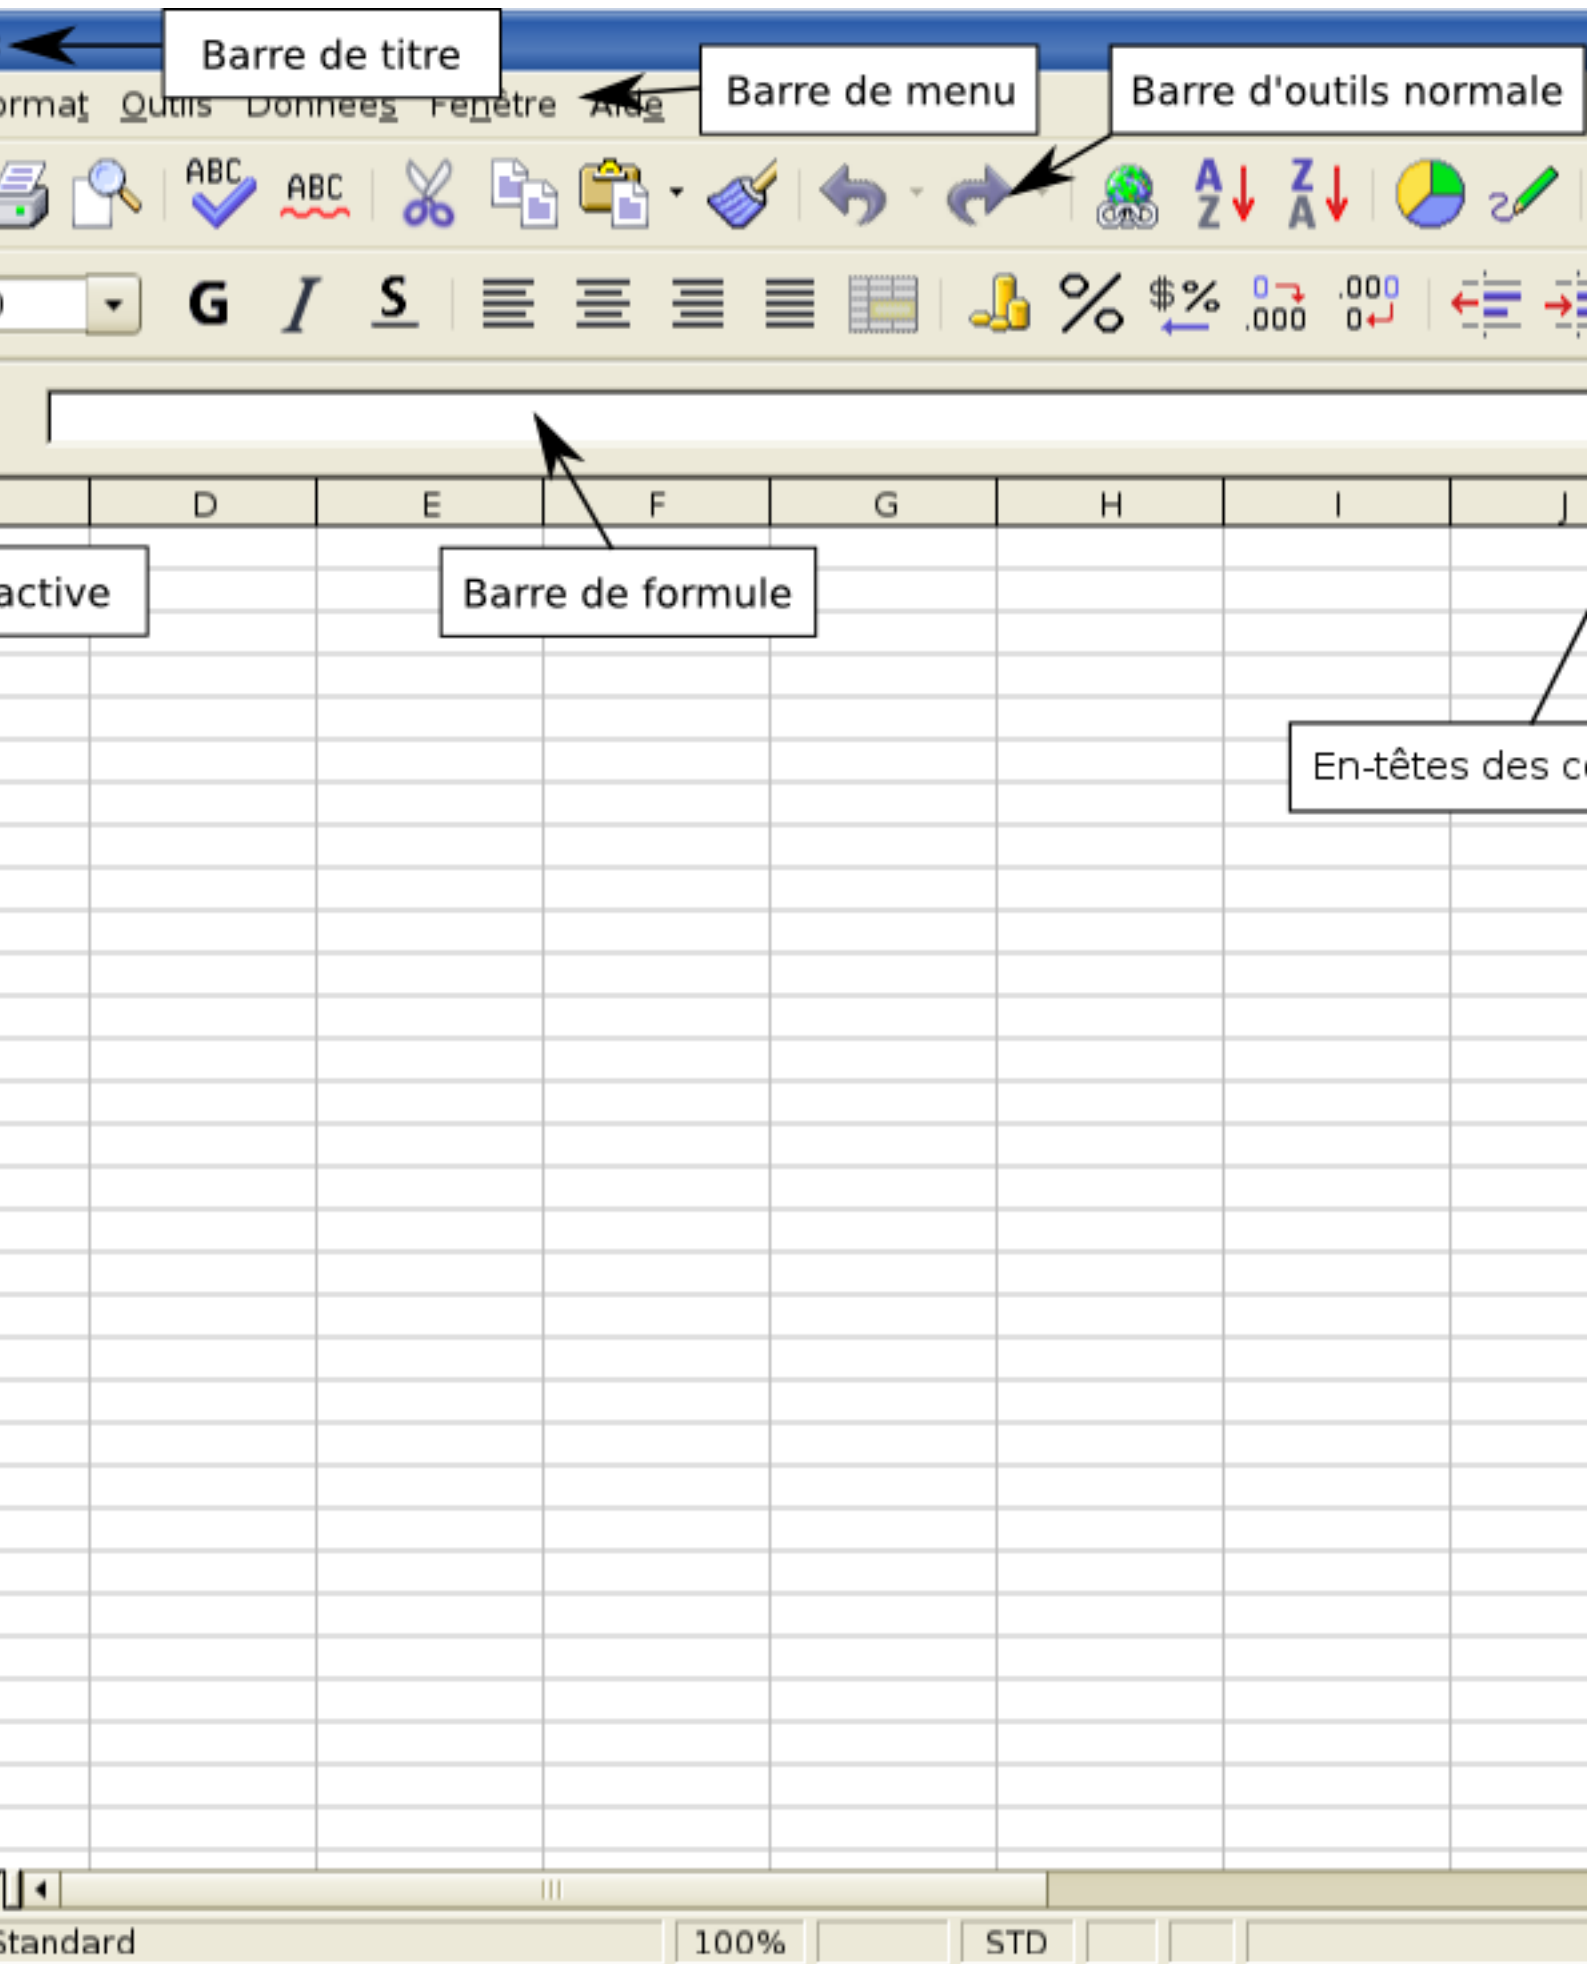 Barre de titre
Barre de menu
Barre d'outils normale
Outils Données Fenêtre Aide
ABC ABC A Z Z A
G I S % $% 0 .000 .000 0
D E F G H I J
active
Barre de formule
En-têtes des
Standard 100% STD